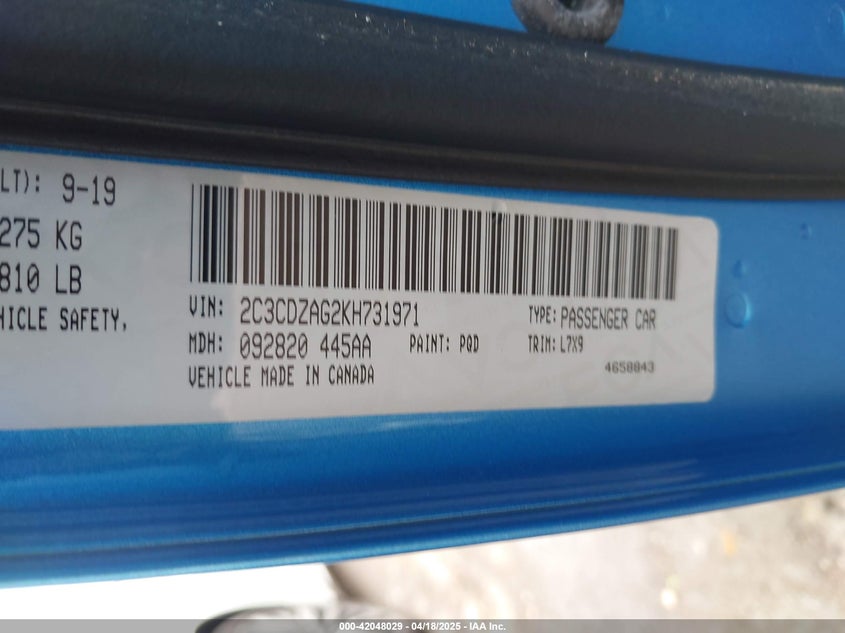 LT): 9-19
275 KG
810 LB
HICLE SAFETY.
VIN: 2C3CDZAG2KH731971
TYPE: PASSENGER CAR
MDH: 092820 445AA
PAINT: PQD
TRIM: L7X9
VEHICLE MADE IN CANADA
4658843
000-42048029 - 04/18/2025 - IAA Inc.